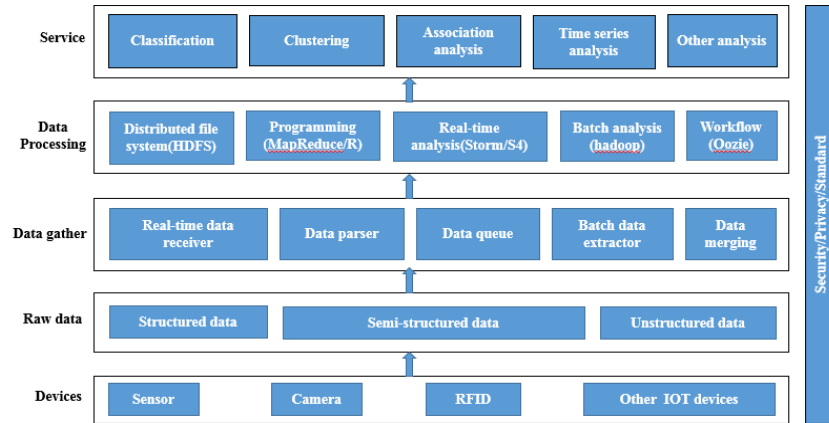 Service
Classification
Clustering
Association
analysis
Time series
analysis
Other analysis
Data
Processing
Distributed file
system(HDFS)
Programming
(MapReduce/R)
Real-time
analysis(Storm/S4)
Batch analysis
(hadoop)
Workflow
(Oozie)
Data gather
Real-time data
receiver
Data parser
Data queue
Batch data
extractor
Data
merging
Raw data
Structured data
Semi-structured data
Unstructured data
Devices
Sensor
Camera
RFID
Other IOT devices
Security/Privacy/Standard